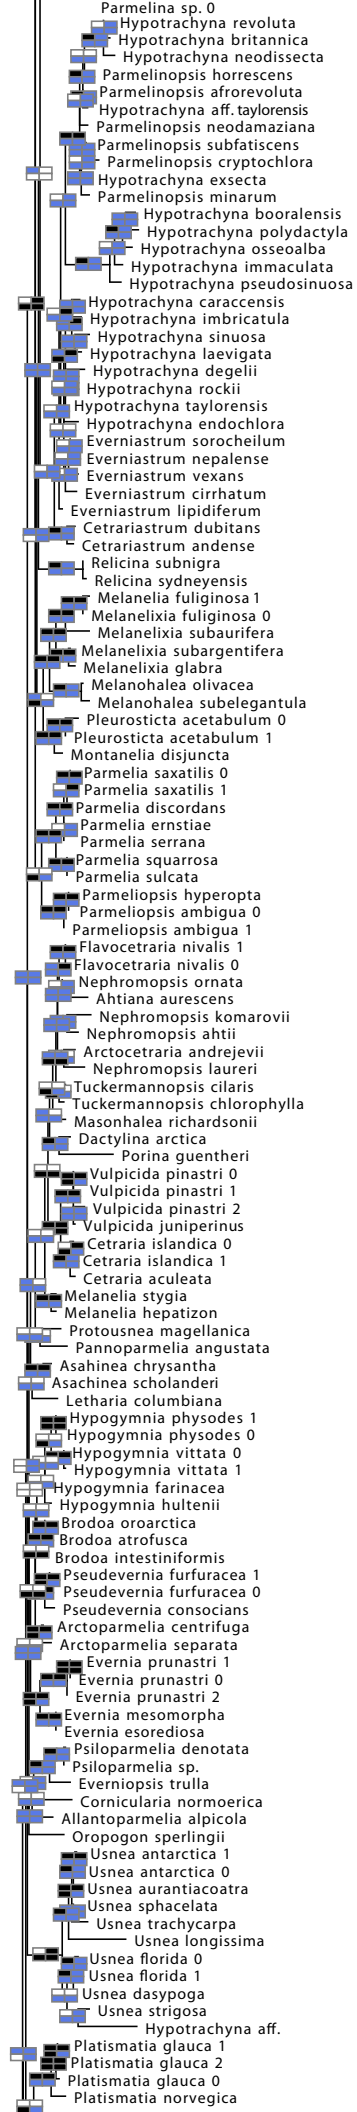 Parmelina sp. 0
Hypotrachyna revoluta
Hypotrachyna britannica
Hypotrachyna neodissecta
Parmelinopsis horrescens
Parmelinopsis afrorevoluta
Hypotrachyna aff. taylorensis
Parmelinopsis neodamaziana
Parmelinopsis subfatiscens
Parmelinopsis cryptochlora
Hypotrachyna exsecta
Parmelinopsis minarum
Hypotrachyna booralensis
Hypotrachyna polydactyla
Hypotrachyna osseoalba
Hypotrachyna immaculata
Hypotrachyna pseudosinuosa
Hypotrachyna caraccensis
Hypotrachyna imbricatula
Hypotrachyna sinuosa
Hypotrachyna laevigata
Hypotrachyna degelii
Hypotrachyna rockii
Hypotrachyna taylorensis
Hypotrachyna endochlora
Everniastrum sorocheilum
Everniastrum nepalense
Everniastrum vexans
Everniastrum cirrhatum
Everniastrum lipidiferum
Cetrariastrum dubitans
Cetrariastrum andense
Relicina subnigra
Relicina sydneyensis
Melanelia fuliginosa 1
Melanelixia fuliginosa 0
Melanelixia subaurifera
Melanelixia subargentifera
Melanelixia glabra
Melanohalea olivacea
Melanohalea subelegantula
Pleurosticta acetabulum 0
Pleurosticta acetabulum 1
Montanelia disjuncta
Parmelia saxatilis 0
Parmelia saxatilis 1
Parmelia discordans
Parmelia ernstiae
Parmelia serrana
Parmelia squarrosa
Parmelia sulcata
Parmeliopsis hyperopta
Parmeliopsis ambigua 0
Parmeliopsis ambigua 1
Flavocetraria nivalis 1
Flavocetraria nivalis 0
Nephromopsis ornata
Ahtiana aurescens
Nephromopsis komarovii
Nephromopsis ahtii
Arctocetraria andrejevii
Nephromopsis laureri
Tuckermannopsis cilaris
Tuckermannopsis chlorophylla
Masonhalea richardsonii
Dactylina arctica
Porina guentheri
Vulpicida pinastri 0
Vulpicida pinastri 1
Vulpicida pinastri 2
Vulpicida juniperinus
Cetraria islandica 0
Cetraria islandica 1
Cetraria aculeata
Melanelia stygia
Melanelia hepatizon
Protousnea magellanica
Pannoparmelia angustata
Asahinea chrysantha
Asachinea scholanderi
Letharia columbiana
Hypogymnia physodes 1
Hypogymnia physodes 0
Hypogymnia vittata 0
Hypogymnia vittata 1
Hypogymnia farinacea
Hypogymnia hultenii
Brodoa oroarctica
Brodoa atrofusca
Brodoa intestiniformis
Pseudevernia furfuracea 1
Pseudevernia furfuracea 0
Pseudevernia consocians
Arctoparmelia centrifuga
Arctoparmelia separata
Evernia prunastri 1
Evernia prunastri 0
Evernia prunastri 2
Evernia mesomorpha
Evernia esorediosa
Psiloparmelia denotata
Psiloparmelia sp.
Everniopsis trulla
Cornicularia normoerica
Allantoparmelia alpicola
Oropogon sperlingii
Usnea antarctica 1
Usnea antarctica 0
Usnea aurantiacoatra
Usnea sphacelata
Usnea trachycarpa
Usnea longissima
Usnea florida 0
Usnea florida 1
Usnea dasypoga
Usnea strigosa
Hypotrachyna aff.
Platismatia glauca 1
Platismatia glauca 2
Platismatia glauca 0
Platismatia norvegica